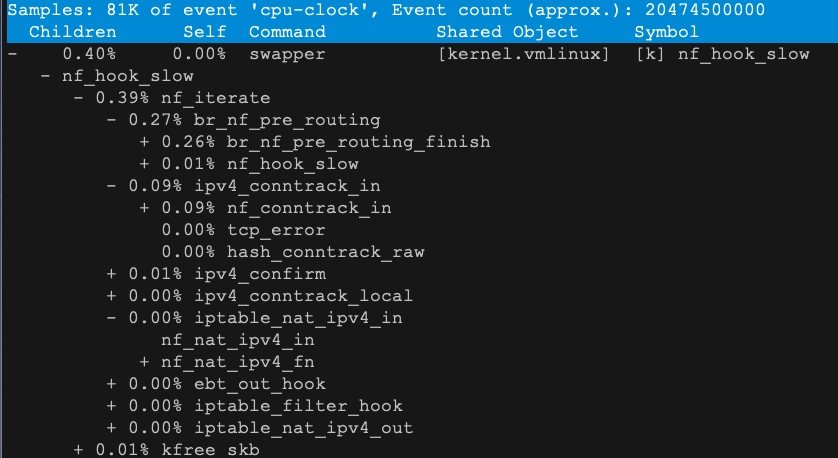 Samples: 81K of event 'cpu-clock', Event count (approx.): 20474500000
  Children      Self  Command          Shared Object      Symbol
-    0.40%     0.00%  swapper          [kernel.vmlinux]  [k] nf_hook_slow
   - nf_hook_slow
      - 0.39% nf_iterate
         - 0.27% br_nf_pre_routing
            + 0.26% br_nf_pre_routing_finish
            + 0.01% nf_hook_slow
         - 0.09% ipv4_conntrack_in
            + 0.09% nf_conntrack_in
              0.00% tcp_error
              0.00% hash_conntrack_raw
         + 0.01% ipv4_confirm
         + 0.00% ipv4_conntrack_local
         - 0.00% iptable_nat_ipv4_in
              nf_nat_ipv4_in
            + nf_nat_ipv4_fn
         + 0.00% ebt_out_hook
         + 0.00% iptable_filter_hook
         + 0.00% iptable_nat_ipv4_out
      + 0.01% kfree_skb